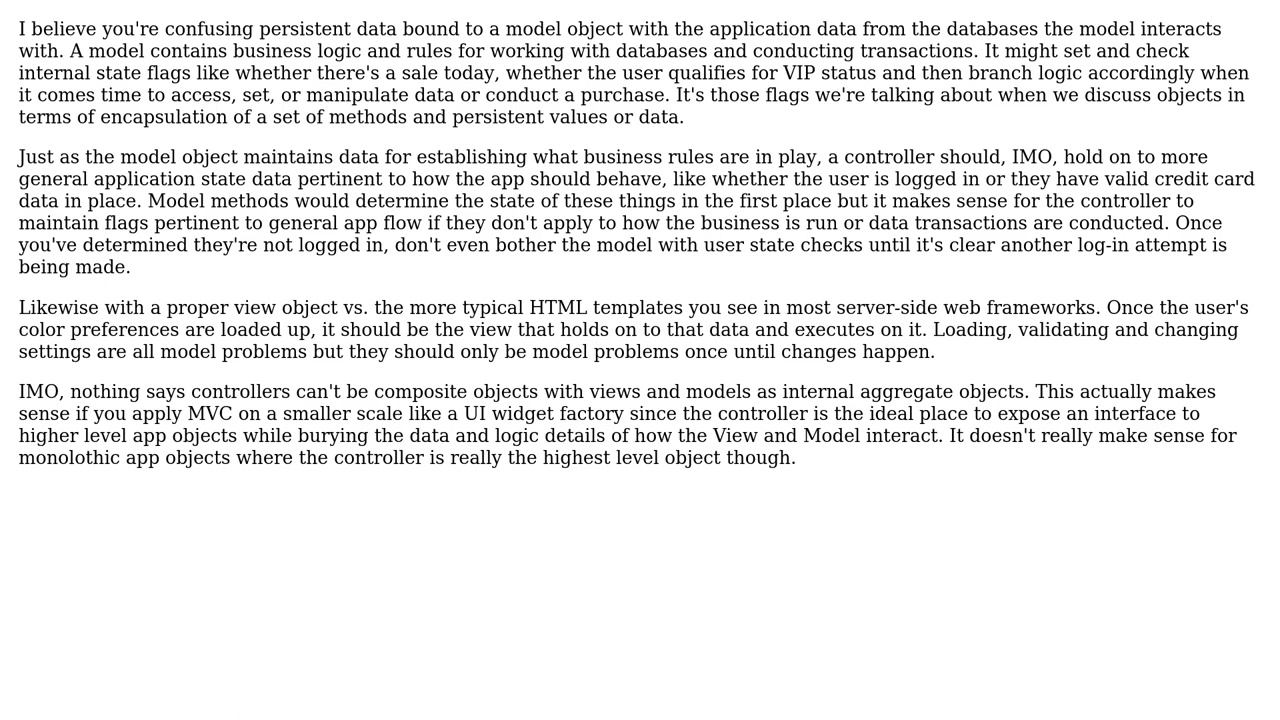 I believe you're confusing persistent data bound to a model object with the application data from the databases the model interacts
with. A model contains business logic and rules for working with databases and conducting transactions. It might set and check
internal state flags like whether there's a sale today, whether the user qualifies for VIP status and then branch logic accordingly when
it comes time to access, set, or manipulate data or conduct a purchase. It's those flags we're talking about when we discuss objects in
terms of encapsulation of a set of methods and persistent values or data.
Just as the model object maintains data for establishing what business rules are in play, a controller should, IMO, hold on to more
general application state data pertinent to how the app should behave, like whether the user is logged in or they have valid credit card
data in place. Model methods would determine the state of these things in the first place but it makes sense for the controller to
maintain flags pertinent to general app flow if they don't apply to how the business is run or data transactions are conducted. Once
you've determined they're not logged in, don't even bother the model with user state checks until it's clear another log-in attempt is
being made.
Likewise with a proper view object vs. the more typical HTML templates you see in most server-side web frameworks. Once the user's
color preferences are loaded up, it should be the view that holds on to that data and executes on it. Loading, validating and changing
settings are all model problems but they should only be model problems once until changes happen.
IMO, nothing says controllers can't be composite objects with views and models as internal aggregate objects. This actually makes
sense if you apply MVC on a smaller scale like a UI widget factory since the controller is the ideal place to expose an interface to
higher level app objects while burying the data and logic details of how the View and Model interact. It doesn't really make sense for
monolothic app objects where the controller is really the highest level object though.